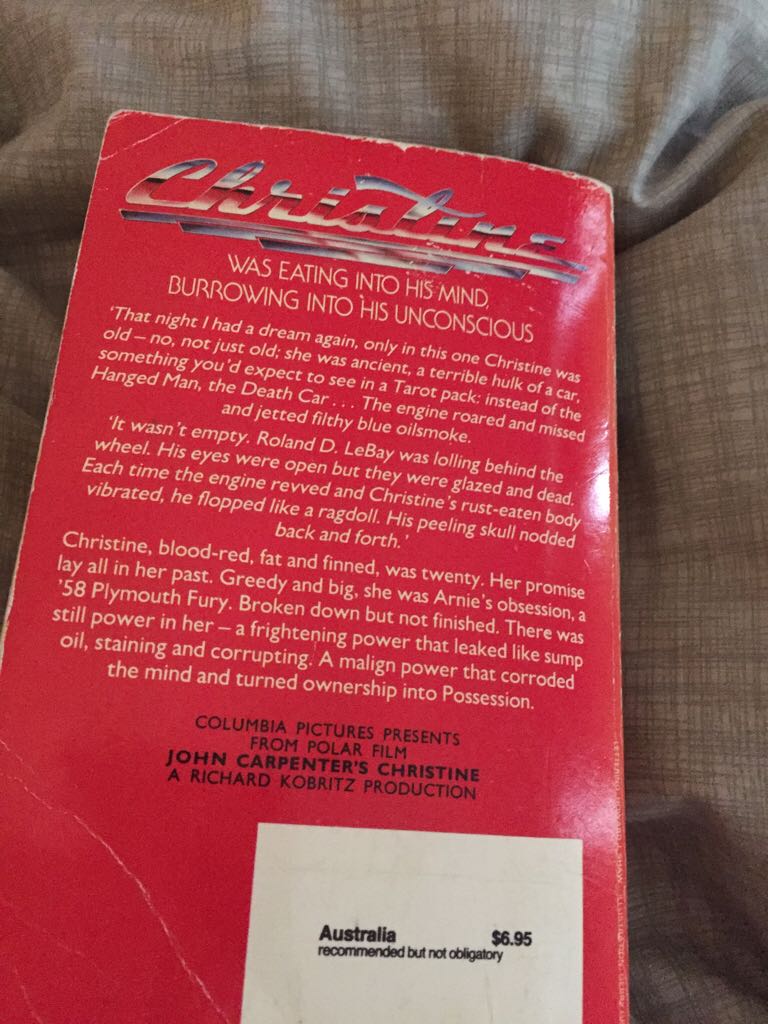 Christine
WAS EATING INTO HIS MIND,
BURROWING INTO HIS UNCONSCIOUS
'That night I had a dream again, only in this one Christine was
old – no, not just old; she was ancient, a terrible hulk of a car,
something you'd expect to see in a Tarot pack: instead of the
Hanged Man, the Death Car . . . The engine roared and missed
and jetted filthy blue oilsmoke.
'It wasn't empty. Roland D. LeBay was lolling behind the
wheel. His eyes were open but they were glazed and dead.
Each time the engine revved and Christine's rust-eaten body
vibrated, he flopped like a ragdoll. His peeling skull nodded
back and forth.'
Christine, blood-red, fat and finned, was twenty. Her promise
lay all in her past. Greedy and big, she was Arnie's obsession, a
'58 Plymouth Fury. Broken down but not finished. There was
still power in her – a frightening power that leaked like sump
oil, staining and corrupting. A malign power that corroded
the mind and turned ownership into Possession.
COLUMBIA PICTURES PRESENTS
FROM POLAR FILM
JOHN CARPENTER'S CHRISTINE
A RICHARD KOBRITZ PRODUCTION
Australia $6.95
recommended but not obligatory